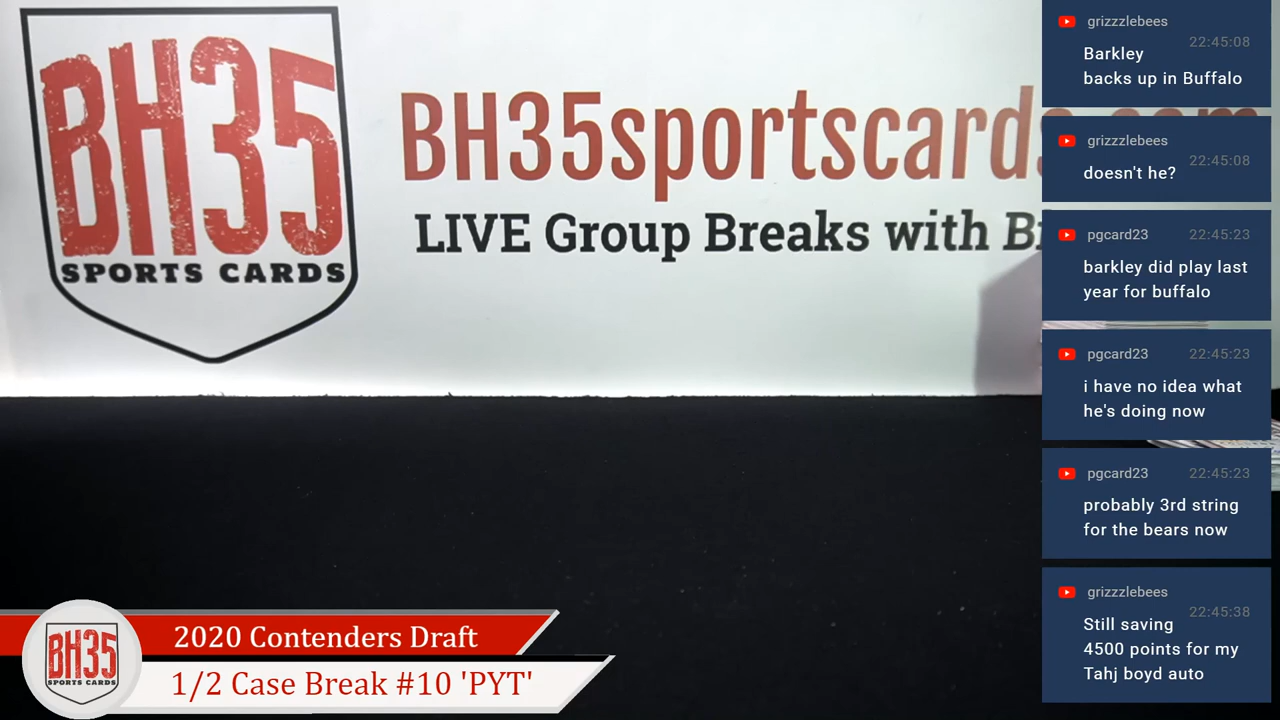 BH35
SPORTS CARDS
BH35sportscards.com
LIVE Group Breaks with
grizzzlebees
22:45:08
Barkley
backs up in Buffalo
grizzzlebees
22:45:08
doesn't he?
pgcard23
22:45:23
barkley did play last
year for buffalo
pgcard23
22:45:23
i have no idea what
he's doing now
pgcard23
22:45:23
probably 3rd string
for the bears now
grizzzlebees
22:45:38
Still saving
4500 points for my
Tahj boyd auto
BH35
SPORTS CARDS
2020 Contenders Draft
1/2 Case Break #10 'PYT'